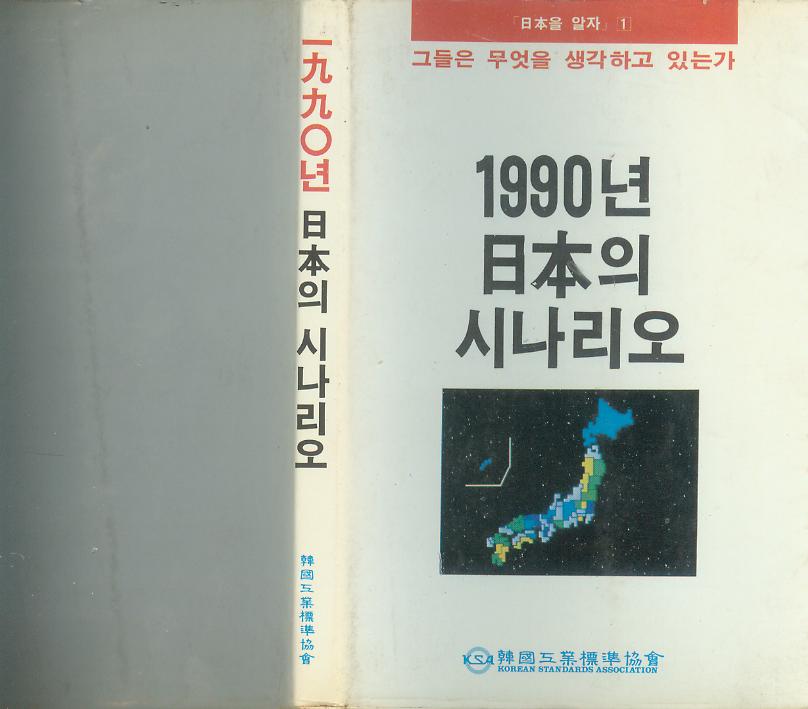 一九九〇년 日本의 시나리오
韓國工業標準協會
「日本을 알자」 1
그들은 무엇을 생각하고 있는가
1990년
日本의
시나리오
KSA 韓國工業標準協會
KOREAN STANDARDS ASSOCIATION